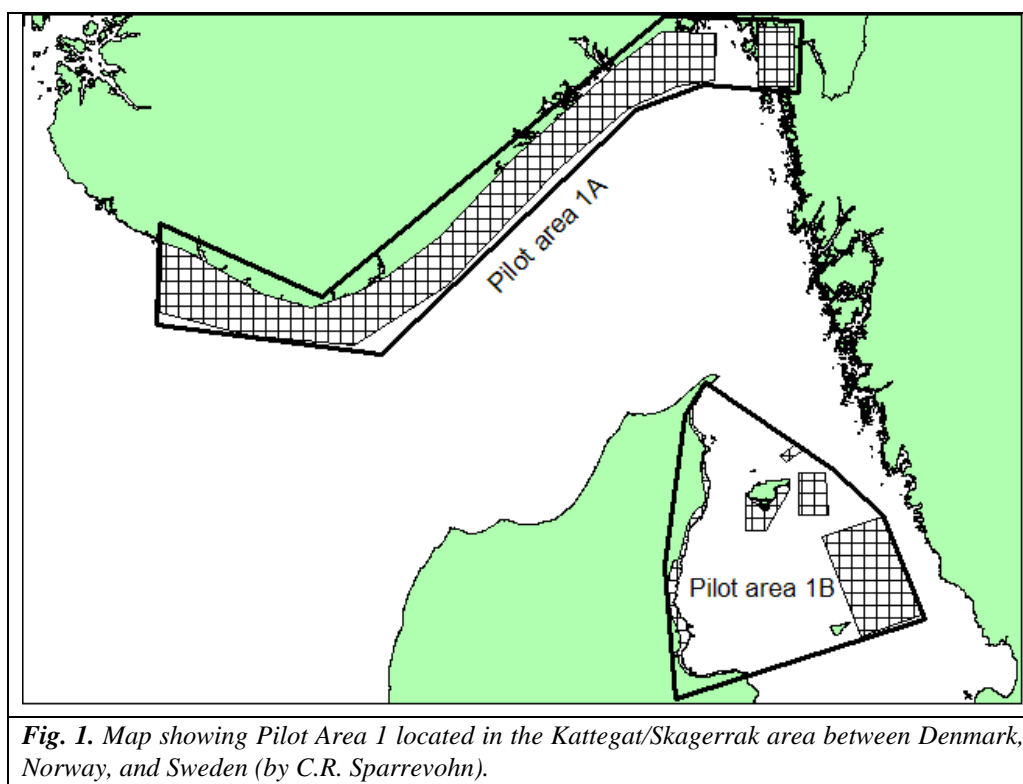 Pilot area 1A
Pilot area 1B
Fig. 1. Map showing Pilot Area 1 located in the Kattegat/Skagerrak area between Denmark,
Norway, and Sweden (by C.R. Sparrevohn).